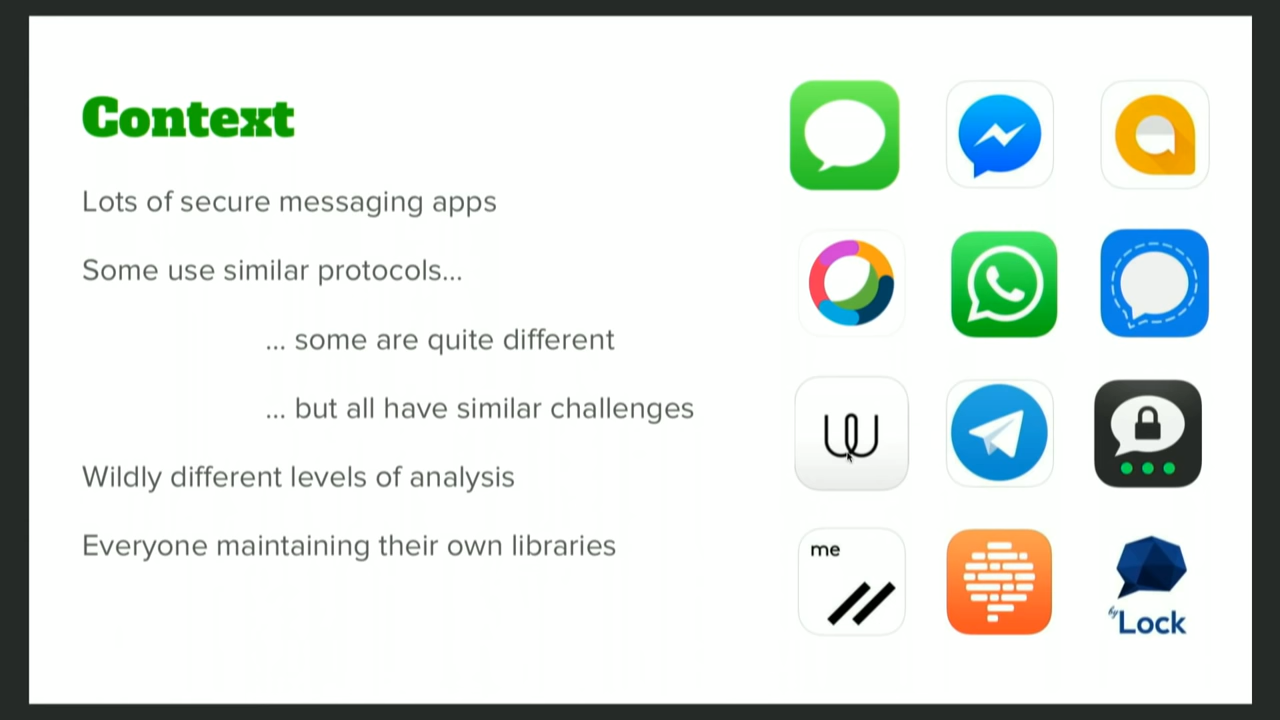 Context
Lots of secure messaging apps
Some use similar protocols...
... some are quite different
... but all have similar challenges
Wildly different levels of analysis
Everyone maintaining their own libraries
me
by Lock